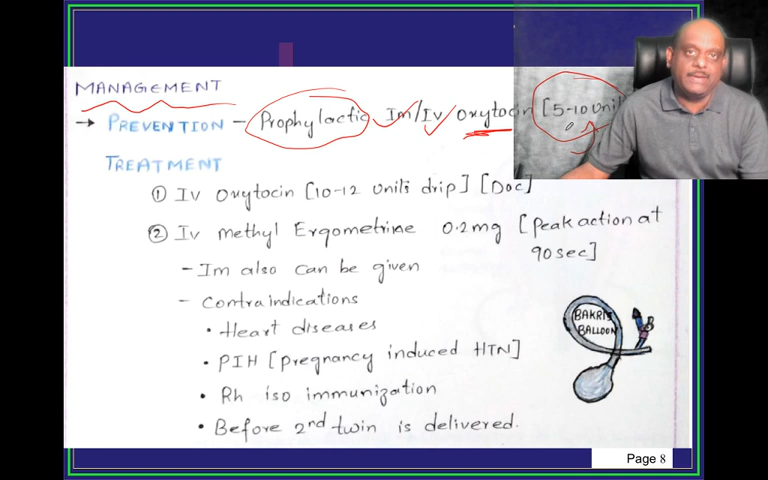 MANAGEMENT
→ PREVENTION - Prophylactic Im/Iv Oxytocin [5-10 Unit
TREATMENT
① Iv Oxytocin [10-12 Units drip] [Doc]
② Iv methyl Ergometrine 0.2mg [Peak action at
90sec]
- Im also can be given
- Contraindications
• Heart diseases
• PIH [Pregnancy induced HTN]
• Rh iso immunization
• Before 2nd twin is delivered.
BAKRIS
BALLOON
Page 8